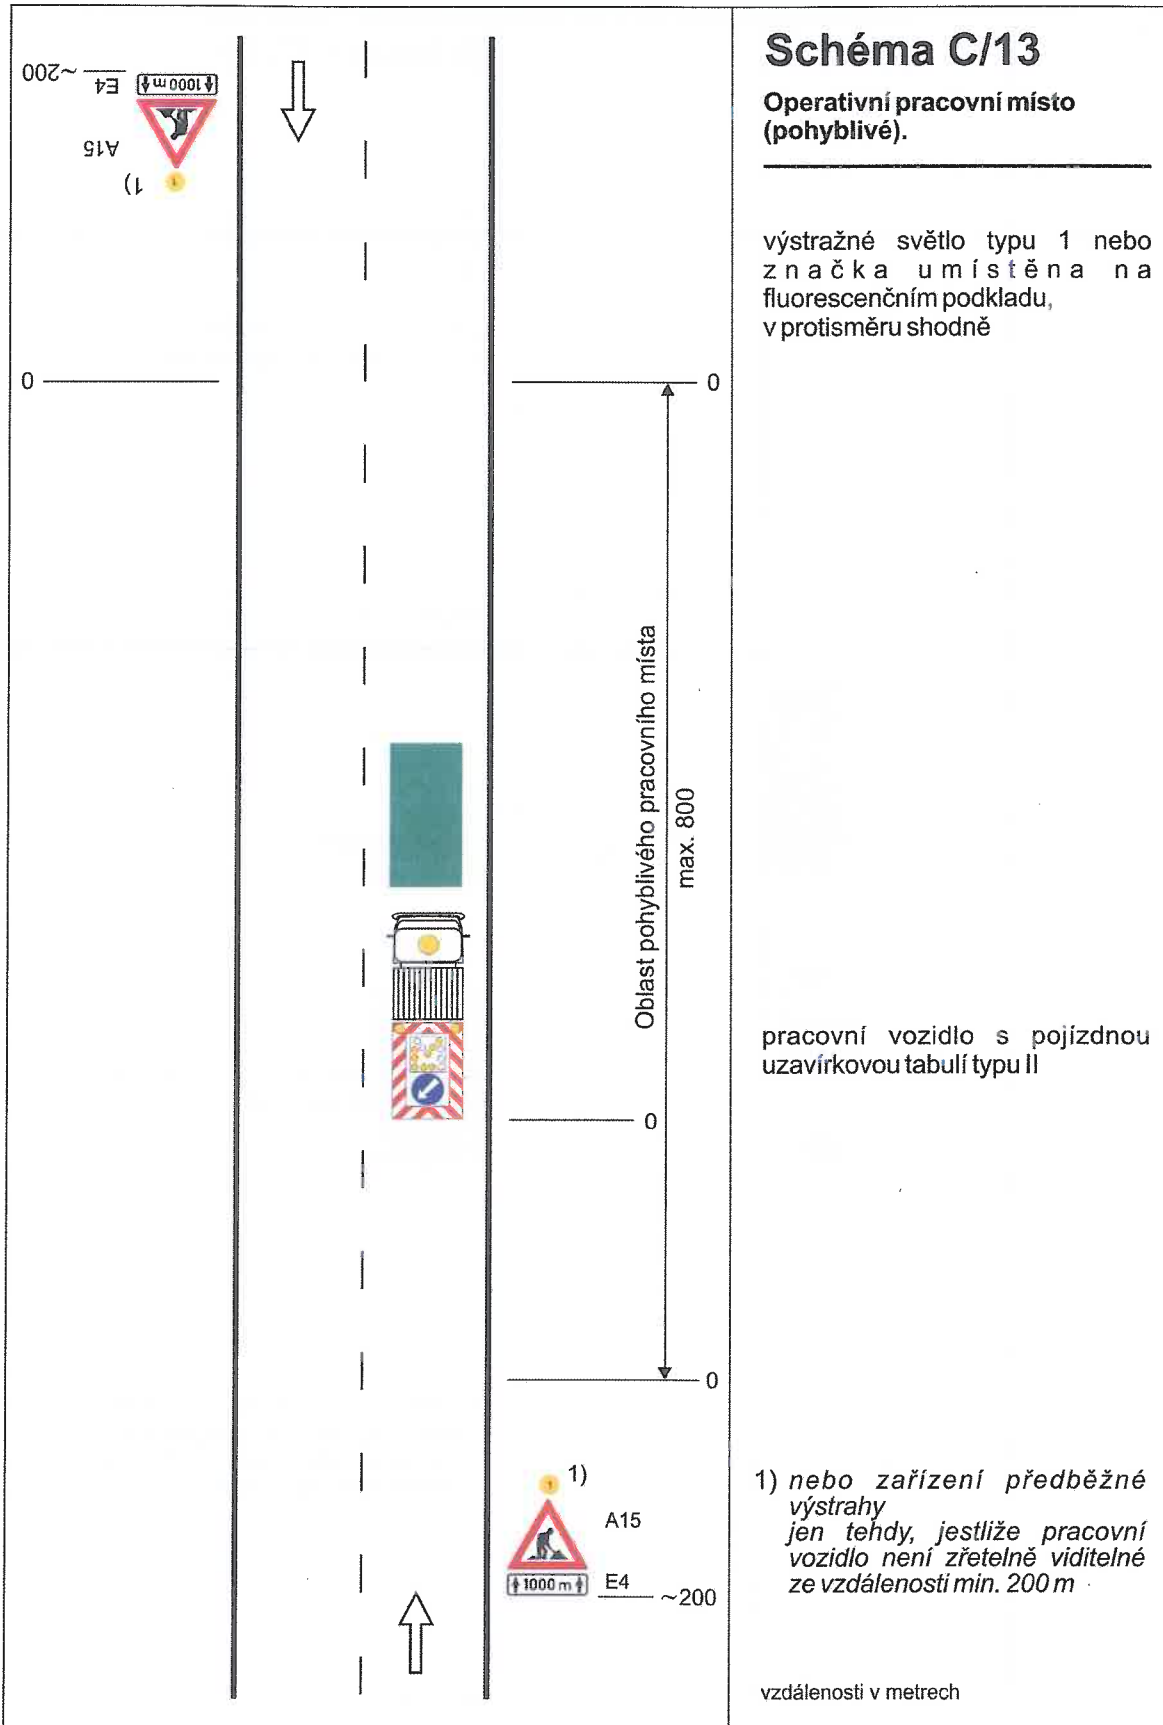 Schéma C/13
Operativní pracovní místo
(pohyblivé).
výstražné světlo typu 1 nebo
značka umístěna na
fluorescenčním podkladu,
v protisměru shodně
~200
E4
1000 m
A15
1)
1
0
0
Oblast pohyblivého pracovního místa
max. 800
pracovní vozidlo s pojízdnou
uzavírkovou tabulí typu II
0
0
1
1)
A15
1000 m
E4
~200
1) nebo zařízení předběžné
výstrahy
jen tehdy, jestliže pracovní
vozidlo není zřetelně viditelné
ze vzdálenosti min. 200 m
vzdálenosti v metrech